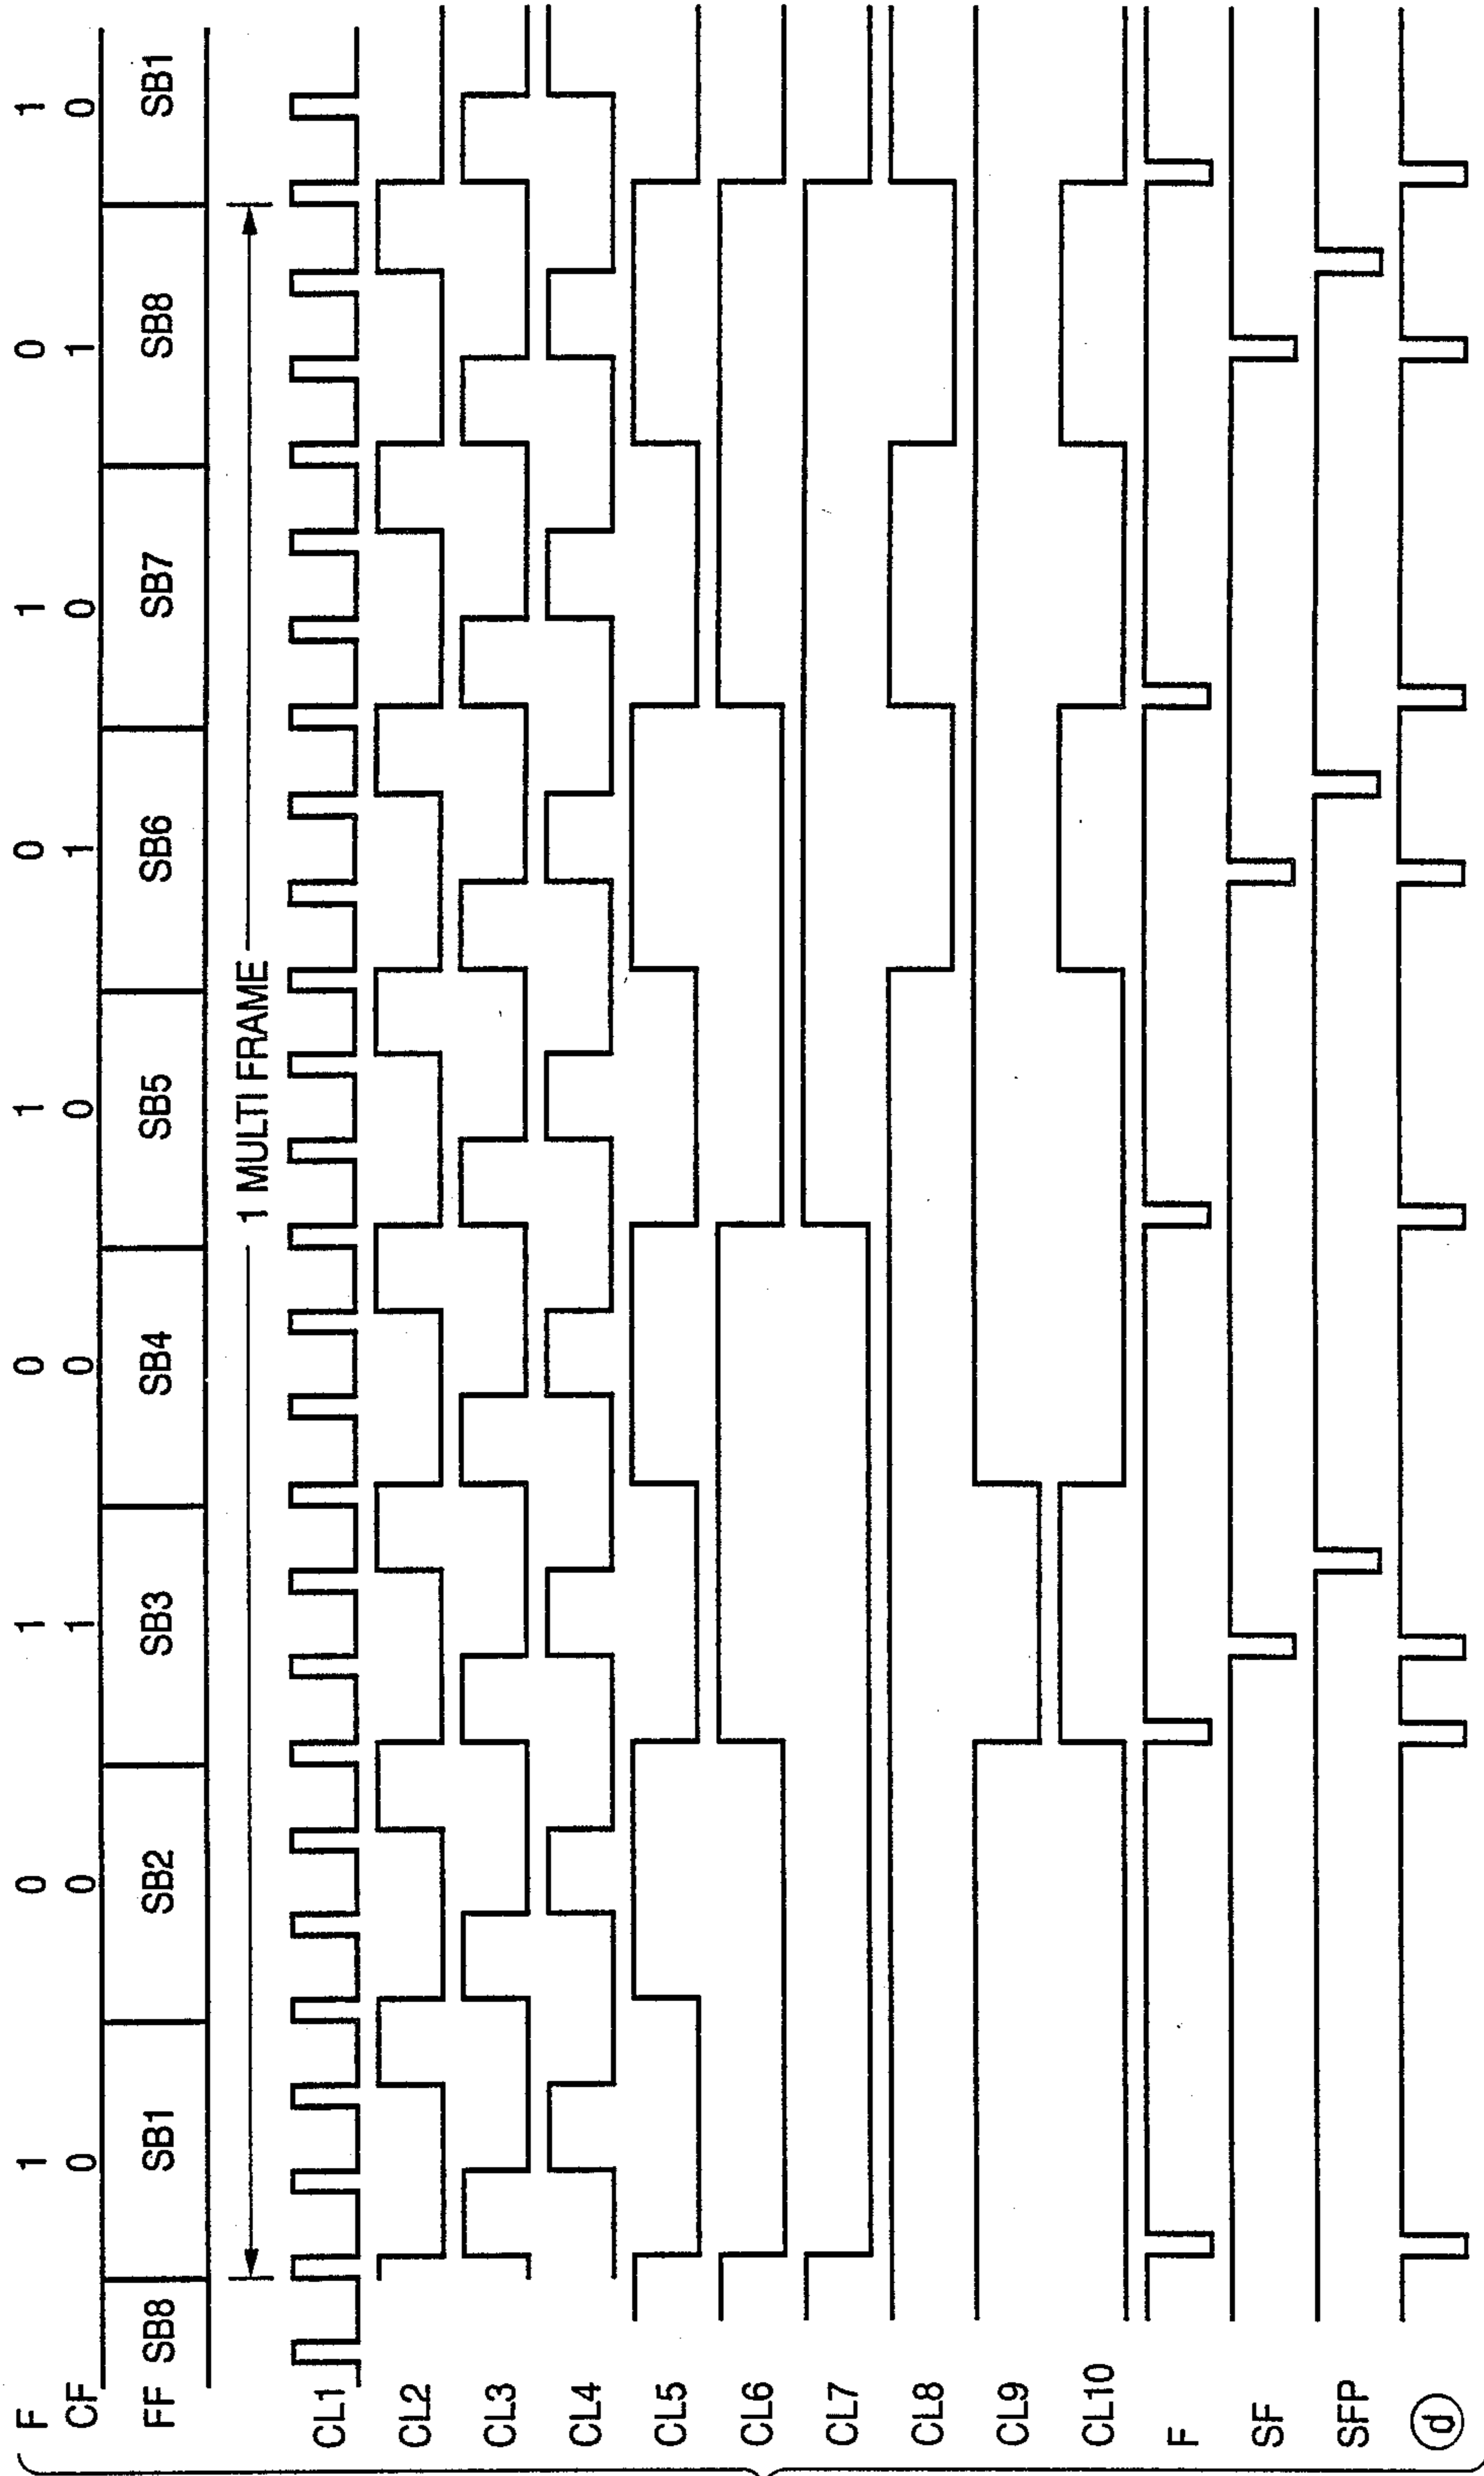 F 1 0 1 0 1 0 1 0 1
CF 0 0 1 0 0 1 0 1 0
FF SB8 SB1 SB2 SB3 SB4 SB5 SB6 SB7 SB8 SB1
1 MULTI FRAME
CL1
CL2
CL3
CL4
CL5
CL6
CL7
CL8
CL9
CL10
F
SF
SFP
d